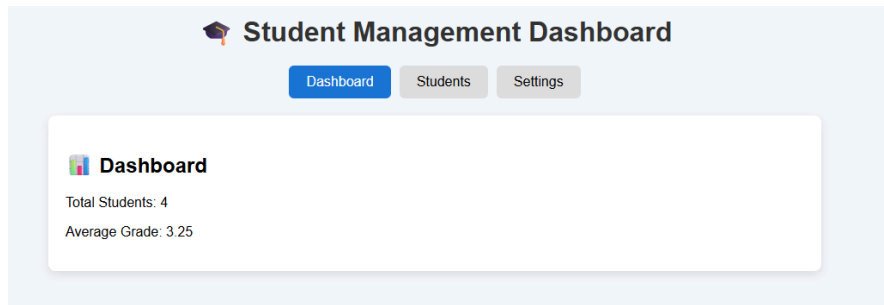 Student Management Dashboard
Dashboard Students Settings
Dashboard
Total Students: 4
Average Grade: 3.25